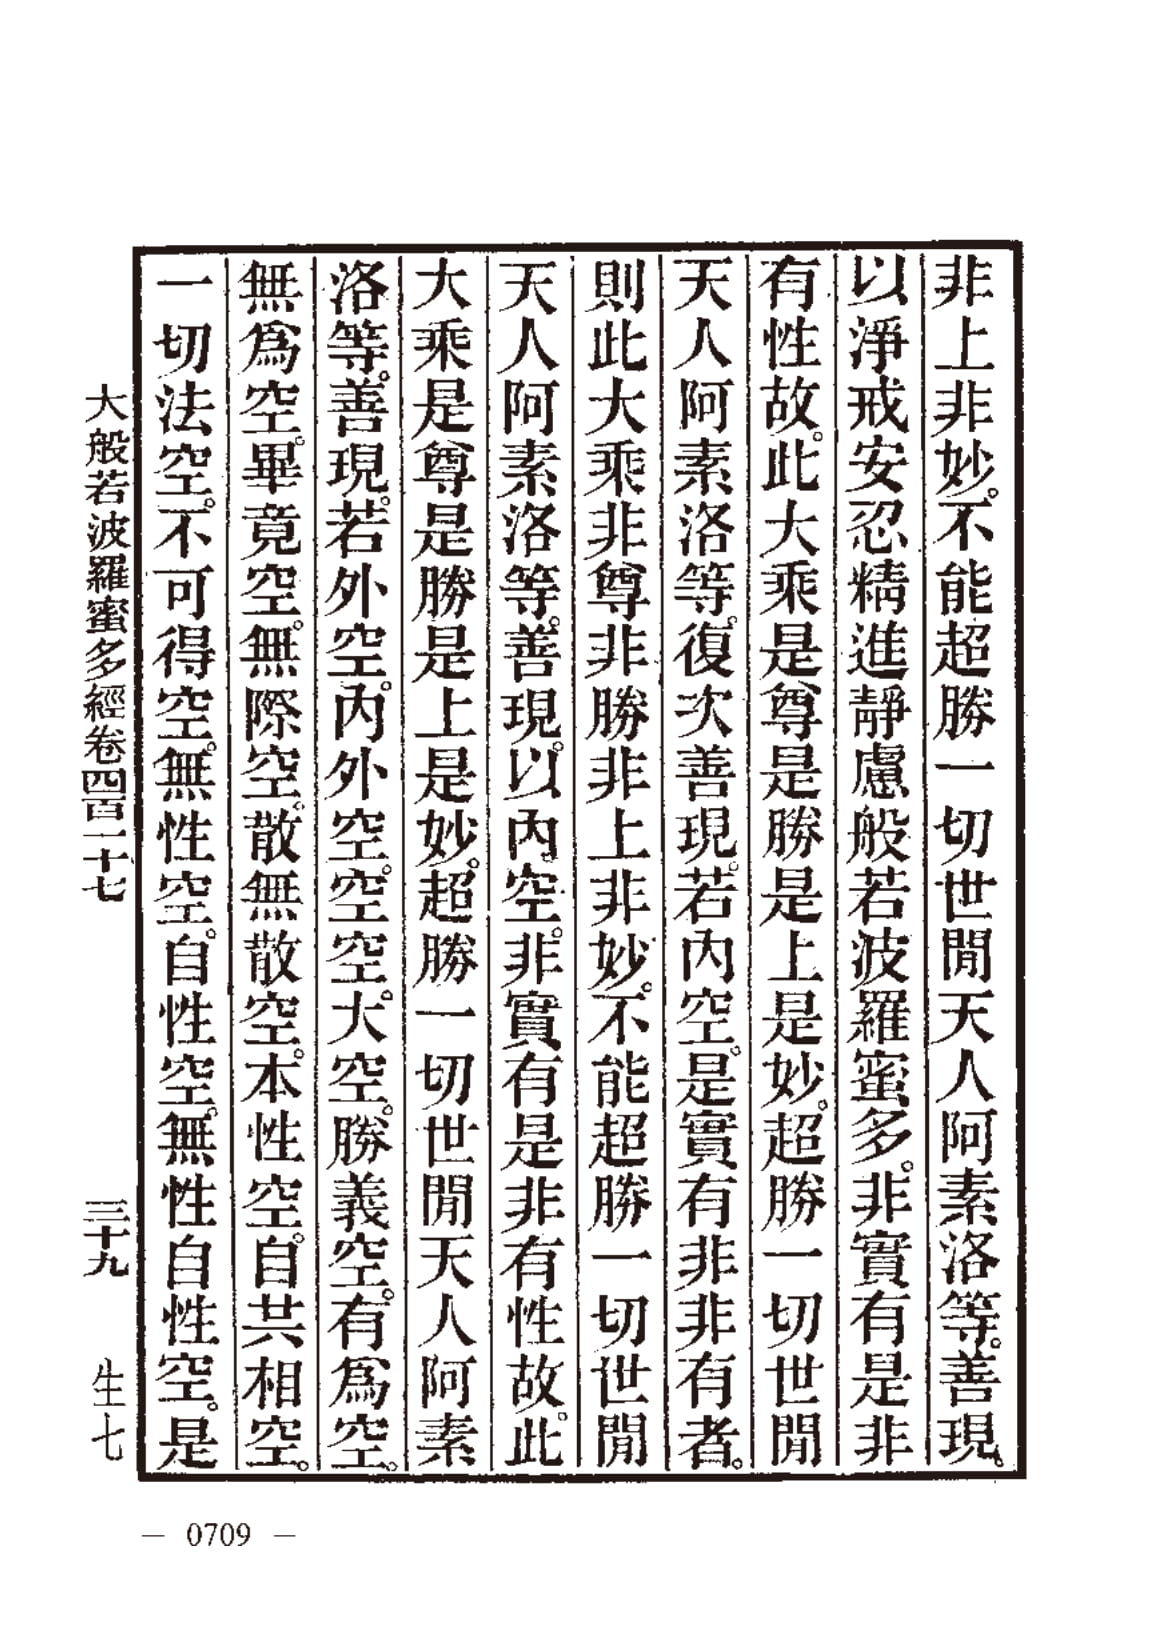 非上非妙。不能超勝一切世閒天人阿素洛等。善現。
以淨戒安忍精進靜慮般若波羅蜜多。非實有是非
有性故。此大乘是尊是勝是上是妙。超勝一切世閒
天人阿素洛等。復次善現。若內空。是實有非非有者。
則此大乘非尊非勝非上非妙。不能超勝一切世閒
天人阿素洛等。善現。以內空。非實有是非有性故。此
大乘是尊是勝是上是妙。超勝一切世閒天人阿素
洛等。善現。若外空。內外空。空空。大空。勝義空。有爲空。
無爲空。畢竟空。無際空。散無散空。本性空。自共相空。
一切法空。不可得空。無性空。自性空。無性自性空。是
大般若波羅蜜多經卷四百一十七 三十九 生七
— 0709 —